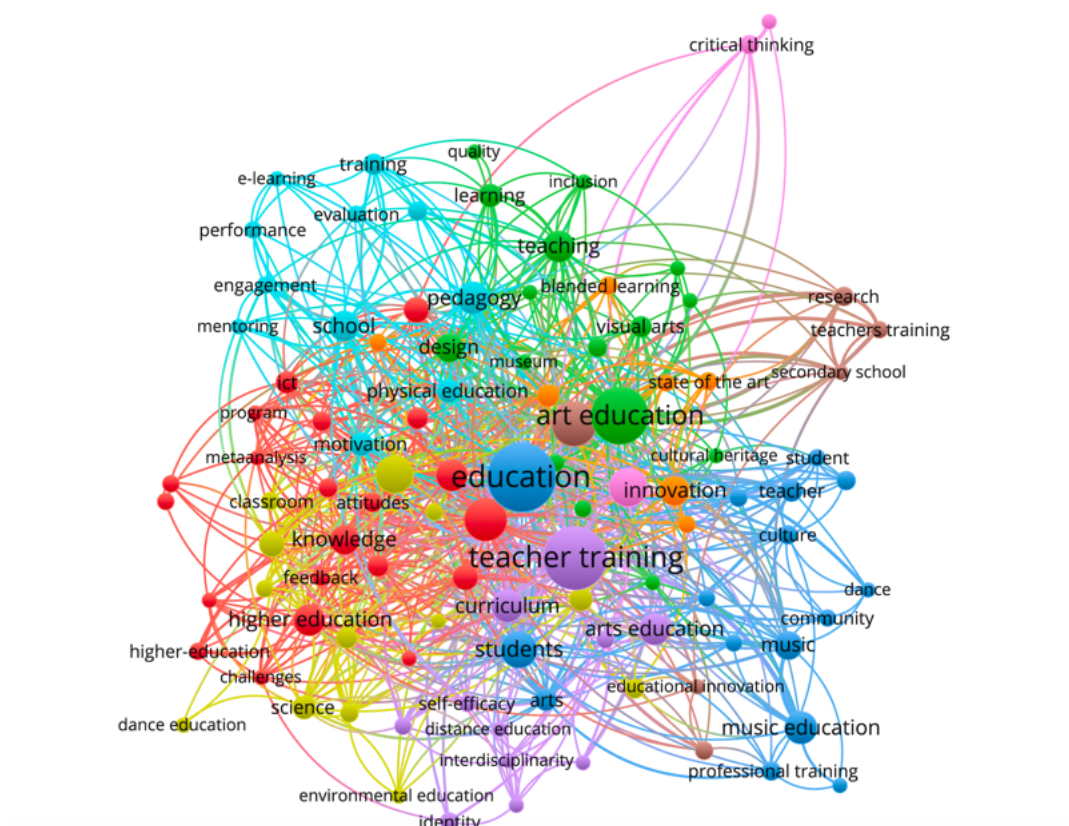 critical thinking
quality
training
e-learning
learning
inclusion
evaluation
performance
teaching
engagement
blended learning
pedagogy
research
mentoring
school
visual arts
teachers training
design
museum
secondary school
ict
physical education
state of the art
program
art education
motivation
metaanalysis
cultural heritage
student
education
classroom
attitudes
innovation
teacher
knowledge
culture
teacher training
feedback
dance
curriculum
higher education
community
arts education
music
higher-education
students
challenges
educational innovation
science
self-efficacy
arts
dance education
distance education
music education
interdisciplinarity
professional training
environmental education
identity